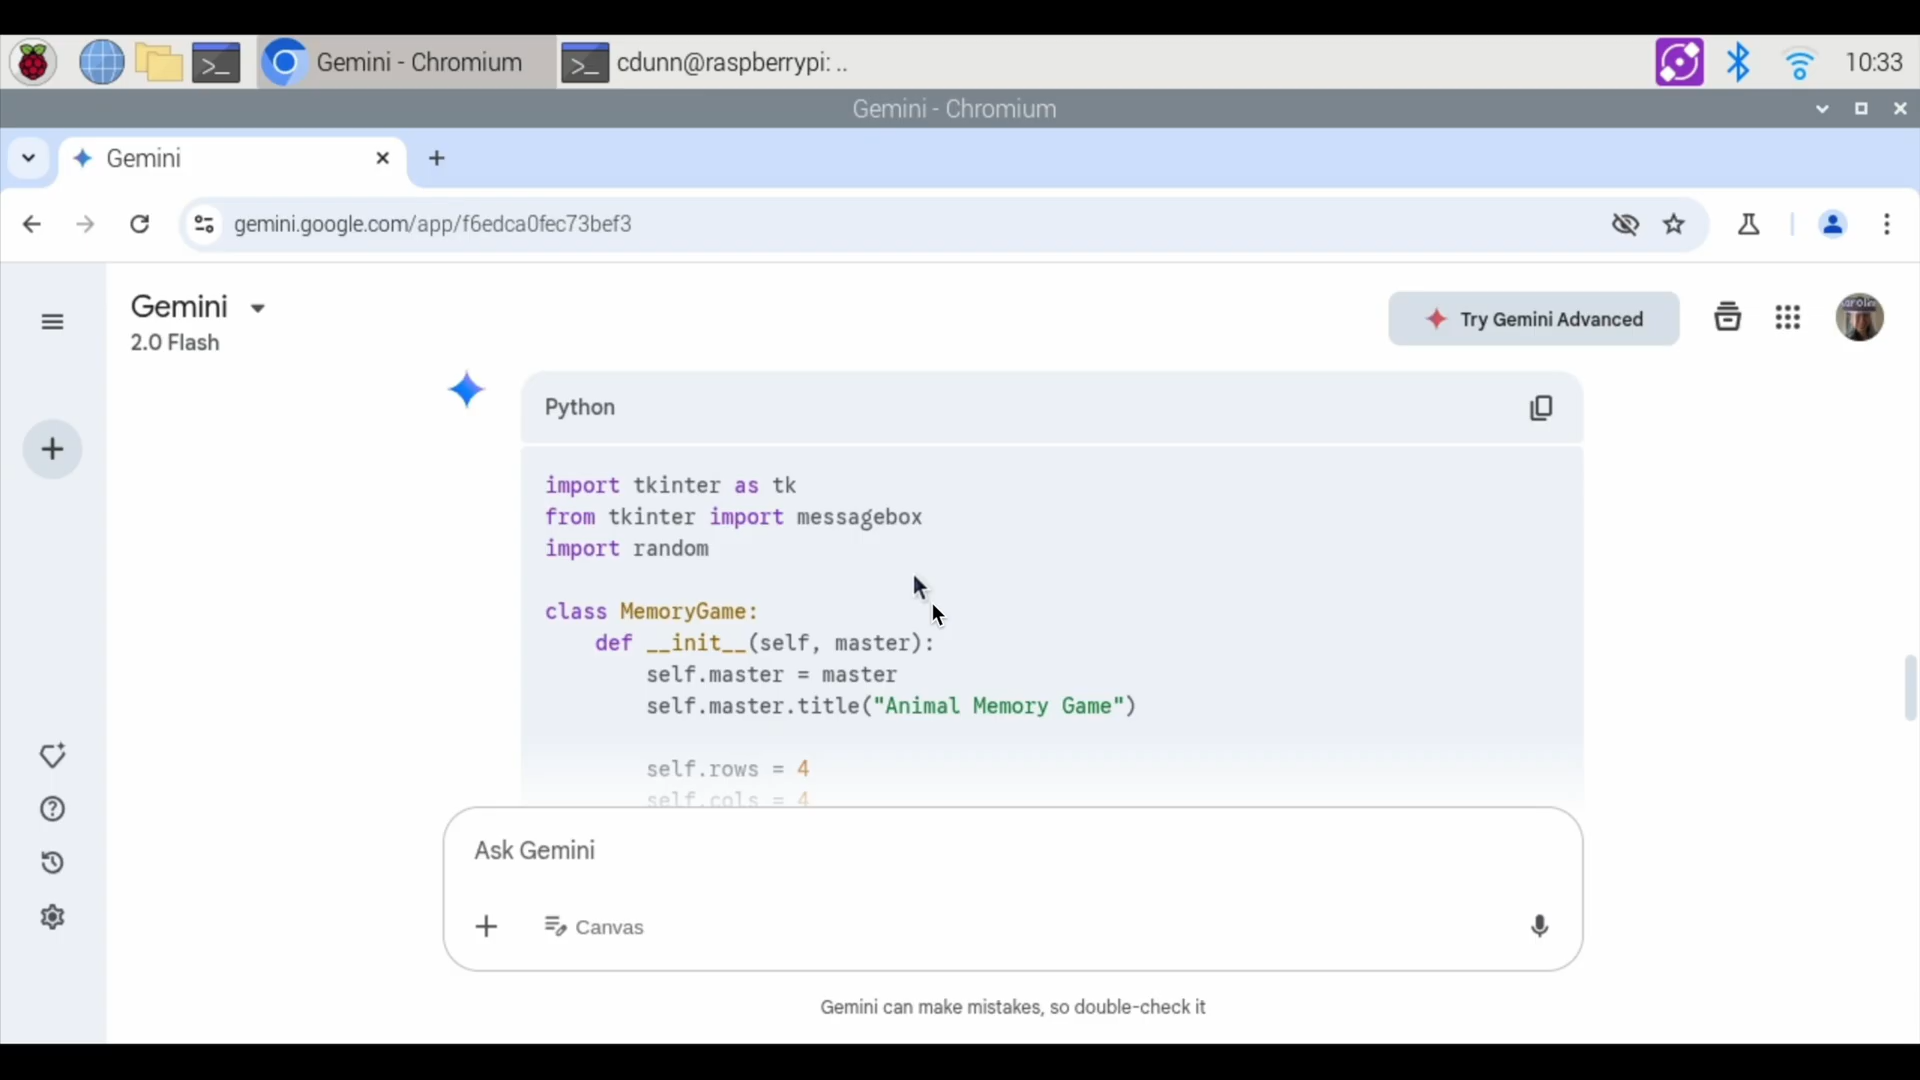 Gemini - Chromium
cdunn@raspberrypi: ..
10:33
Gemini - Chromium
Gemini
gemini.google.com/app/f6edca0fec73bef3
Gemini
2.0 Flash
Try Gemini Advanced
Python
import tkinter as tk
from tkinter import messagebox
import random
class MemoryGame:
def __init__(self, master):
self.master = master
self.master.title("Animal Memory Game")
self.rows = 4
self.cols = 4
Ask Gemini
Canvas
Gemini can make mistakes, so double-check it